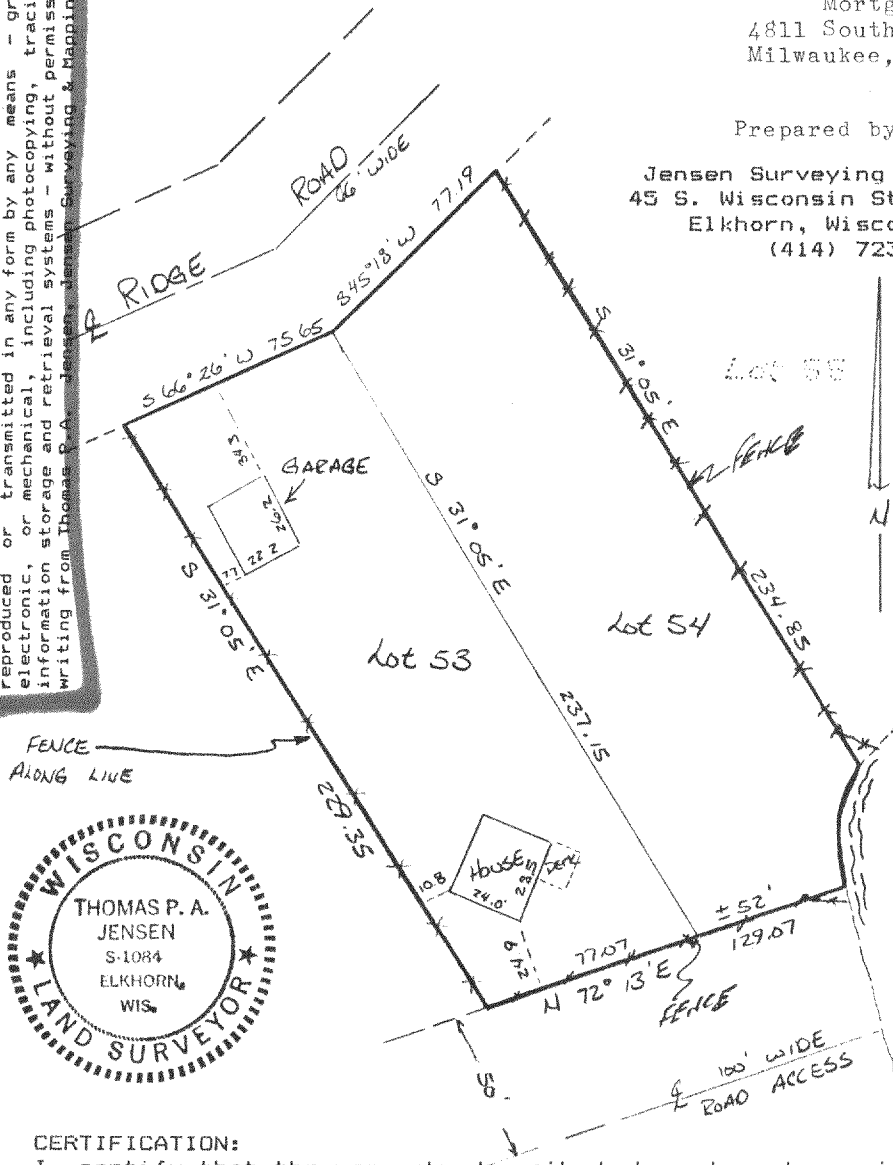 reproduced or transmitted in any form by any means - gr
electronic, or mechanical, including photocopying, traci
information storage and retrieval systems - without permiss
writing from Thomas P.A. Jensen, Jensen Surveying & Mappin
Mortg
4811 South
Milwaukee,
Prepared by
Jensen Surveying
45 S. Wisconsin St
Elkhorn, Wisco
(414) 723
RIDGE
ROAD
66' WIDE
S 66° 26' W 75.65
S45°18' W 77.19
34.3
GARAGE
26.2
22.2
7.7
S 31° 05' E
229.35
S 31° 05' E
237.15
S 31° 05' E
234.85
FENCE
Lot 53
Lot 54
N
FENCE
ALONG LINE
10.8
HOUSE
24.0
28.5
DECK
24.9
77.07
N 72° 13' E
± 52'
129.07
FENCE
50'
100' WIDE
ROAD ACCESS
WISCONSIN
THOMAS P. A.
JENSEN
S-1084
ELKHORN,
WIS.
LAND SURVEYOR
CERTIFICATION: